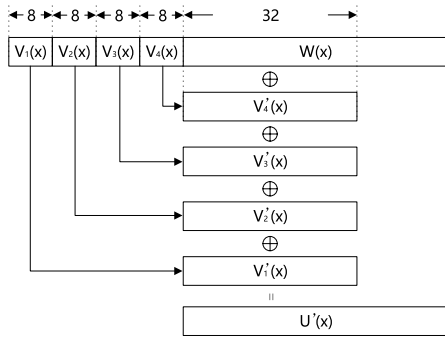 8 8 8 8 32
V₁(x) V₂(x) V₃(x) V₄(x) W(x)
⊕
V₄'(x)
⊕
V₃'(x)
⊕
V₂'(x)
⊕
V₁'(x)
=
U'(x)